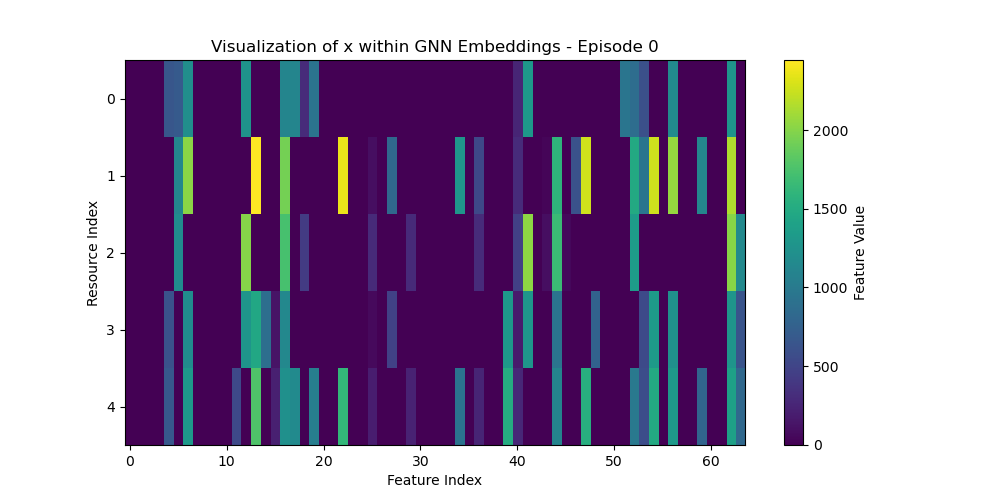 Visualization of x within GNN Embeddings - Episode 0
Resource Index
0
1
2
3
4
0 10 20 30 40 50 60
Feature Index
2000
1500
1000
500
0
Feature Value